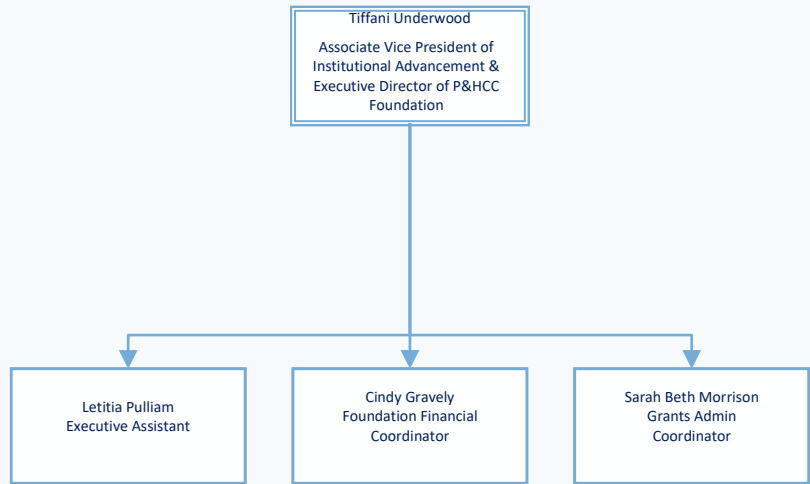 Tiffani Underwood
Associate Vice President of
Institutional Advancement &
Executive Director of P&HCC
Foundation
Letitia Pulliam
Executive Assistant
Cindy Gravely
Foundation Financial
Coordinator
Sarah Beth Morrison
Grants Admin
Coordinator